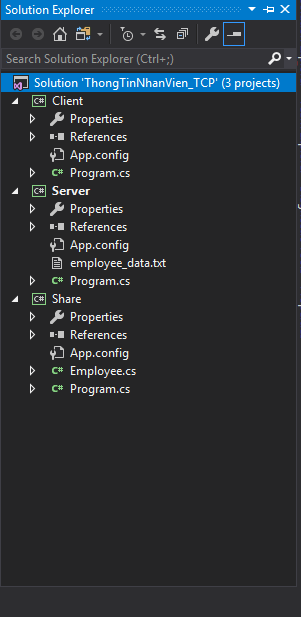 Solution Explorer
Search Solution Explorer (Ctrl+;)
Solution 'ThongTinNhanVien_TCP' (3 projects)
C# Client
Properties
References
App.config
C# Program.cs
C# Server
Properties
References
App.config
employee_data.txt
C# Program.cs
C# Share
Properties
References
App.config
C# Employee.cs
C# Program.cs